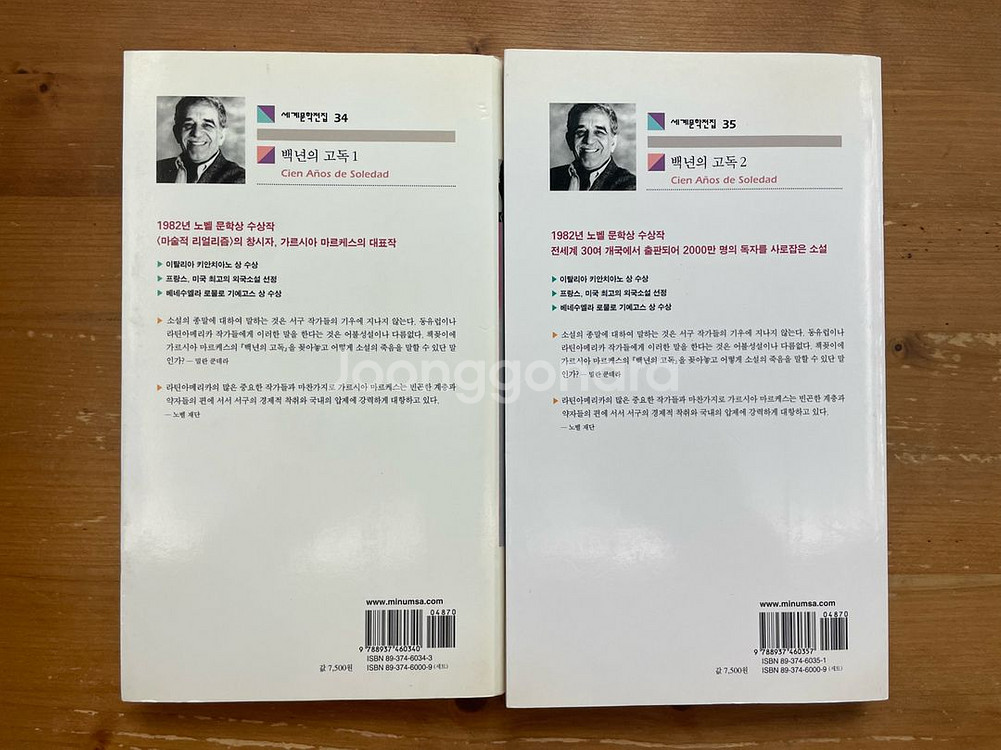 세계문학전집 34
백년의 고독 1
Cien Años de Soledad
1982년 노벨 문학상 수상작
〈마술적 리얼리즘〉의 창시자, 가르시아 마르케스의 대표작
▶ 이탈리아 키안치아노 상 수상
▶ 프랑스, 미국 최고의 외국소설 선정
▶ 베네수엘라 로물로 기예고스 상 수상
▶ 소설의 종말에 대하여 말하는 것은 서구 작가들의 기우에 지나지 않는다. 동유럽이나
라틴아메리카 작가들에게 이러한 말을 한다는 것은 어불성설이나 다름없다. 책꽂이에
가르시아 마르케스의 『백년의 고독』을 꽂아놓고 어떻게 소설의 죽음을 말할 수 있단 말
인가? ─ 밀란 쿤데라
▶ 라틴아메리카의 많은 중요한 작가들과 마찬가지로 가르시아 마르케스는 빈곤한 계층과
약자들의 편에 서서 서구의 경제적 착취와 국내의 압제에 강력하게 대항하고 있다.
─ 노벨 재단
www.minumsa.com
04870
9 788937 460340
ISBN 89-374-6034-3
값 7,500원
ISBN 89-374-6000-9 (세트)
세계문학전집 35
백년의 고독 2
Cien Años de Soledad
1982년 노벨 문학상 수상작
전세계 30여 개국에서 출판되어 2000만 명의 독자를 사로잡은 소설
▶ 이탈리아 키안치아노 상 수상
▶ 프랑스, 미국 최고의 외국소설 선정
▶ 베네수엘라 로물로 기예고스 상 수상
▶ 소설의 종말에 대하여 말하는 것은 서구 작가들의 기우에 지나지 않는다. 동유럽이나
라틴아메리카 작가들에게 이러한 말을 한다는 것은 어불성설이나 다름없다. 책꽂이에
가르시아 마르케스의 『백년의 고독』을 꽂아놓고 어떻게 소설의 죽음을 말할 수 있단 말
인가? ─ 밀란 쿤데라
▶ 라틴아메리카의 많은 중요한 작가들과 마찬가지로 가르시아 마르케스는 빈곤한 계층과
약자들의 편에 서서 서구의 경제적 착취와 국내의 압제에 강력하게 대항하고 있다.
─ 노벨 재단
www.minumsa.com
04870
9 788937 460357
ISBN 89-374-6035-1
값 7,500원
ISBN 89-374-6000-9 (세트)
Joonggonara